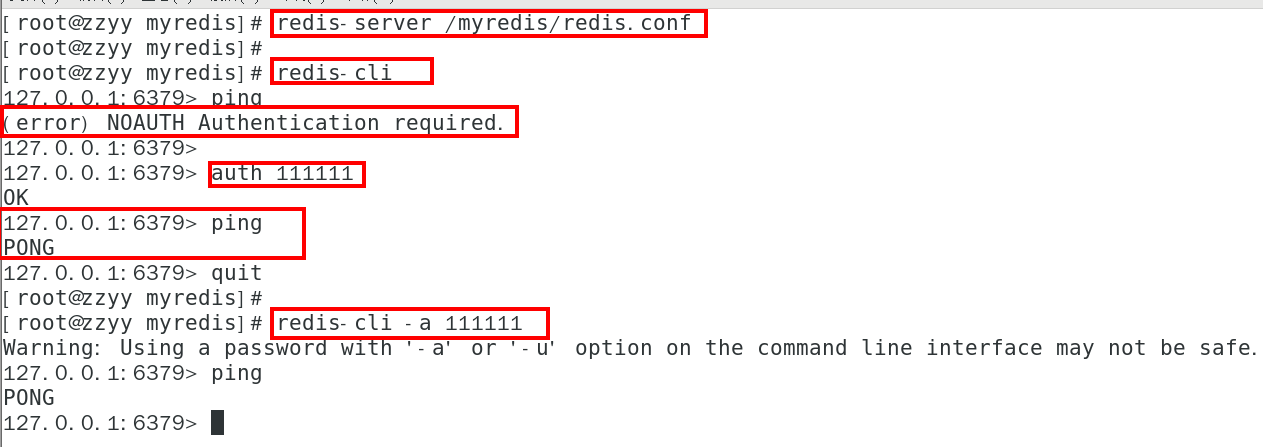 [root@zzyy myredis]# redis-server /myredis/redis.conf
[root@zzyy myredis]#
[root@zzyy myredis]# redis-cli
127.0.0.1:6379> ping
(error) NOAUTH Authentication required.
127.0.0.1:6379>
127.0.0.1:6379> auth 111111
OK
127.0.0.1:6379> ping
PONG
127.0.0.1:6379> quit
[root@zzyy myredis]#
[root@zzyy myredis]# redis-cli -a 111111
Warning: Using a password with '-a' or '-u' option on the command line interface may not be safe.
127.0.0.1:6379> ping
PONG
127.0.0.1:6379>